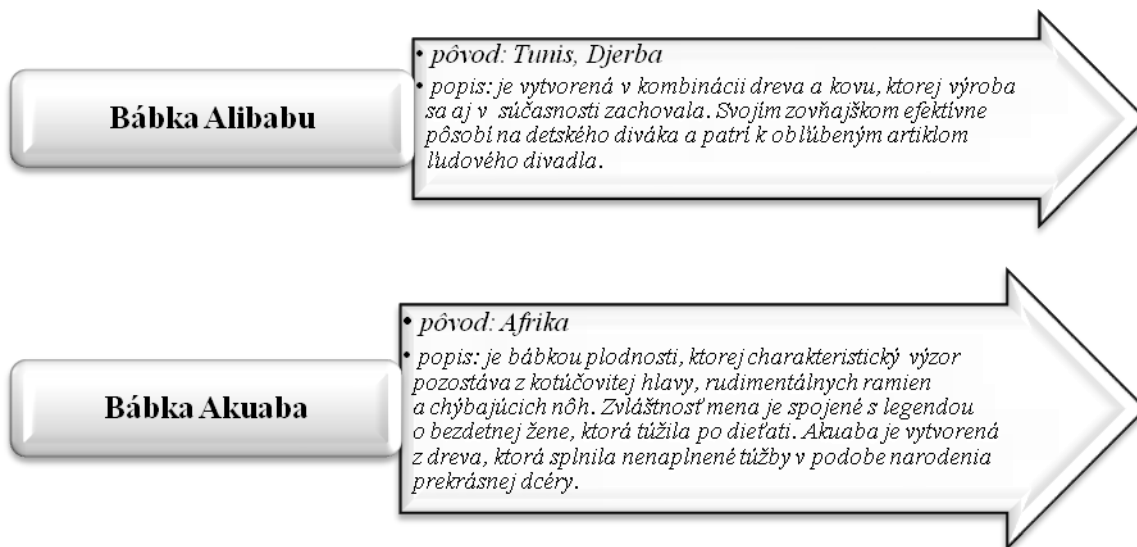 Bábka Alibabu
• pôvod: Tunis, Djerba
• popis: je vytvorená v kombinácii dreva a kovu, ktorej výroba
sa aj v súčasnosti zachovala. Svojím zovňajškom efektívne
pôsobí na detského diváka a patrí k obľúbeným artiklom
ľudového divadla.
Bábka Akuaba
• pôvod: Afrika
• popis: je bábkou plodnosti, ktorej charakteristický výzor
pozostáva z kotúčovitej hlavy, rudimentálnych ramien
a chýbajúcich nôh. Zvláštnosť mena je spojené s legendou
o bezdetnej žene, ktorá túžila po dieťati. Akuaba je vytvorená
z dreva, ktorá splnila nenaplnené túžby v podobe narodenia
prekrásnej dcéry.